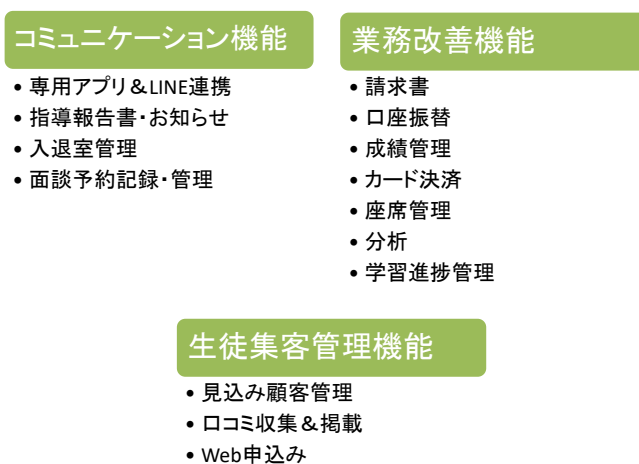 コミュニケーション機能
• 専用アプリ&LINE連携
• 指導報告書・お知らせ
• 入退室管理
• 面談予約記録・管理
業務改善機能
• 請求書
• 口座振替
• 成績管理
• カード決済
• 座席管理
• 分析
• 学習進捗管理
生徒集客管理機能
• 見込み顧客管理
• 口コミ収集&掲載
• Web申込み